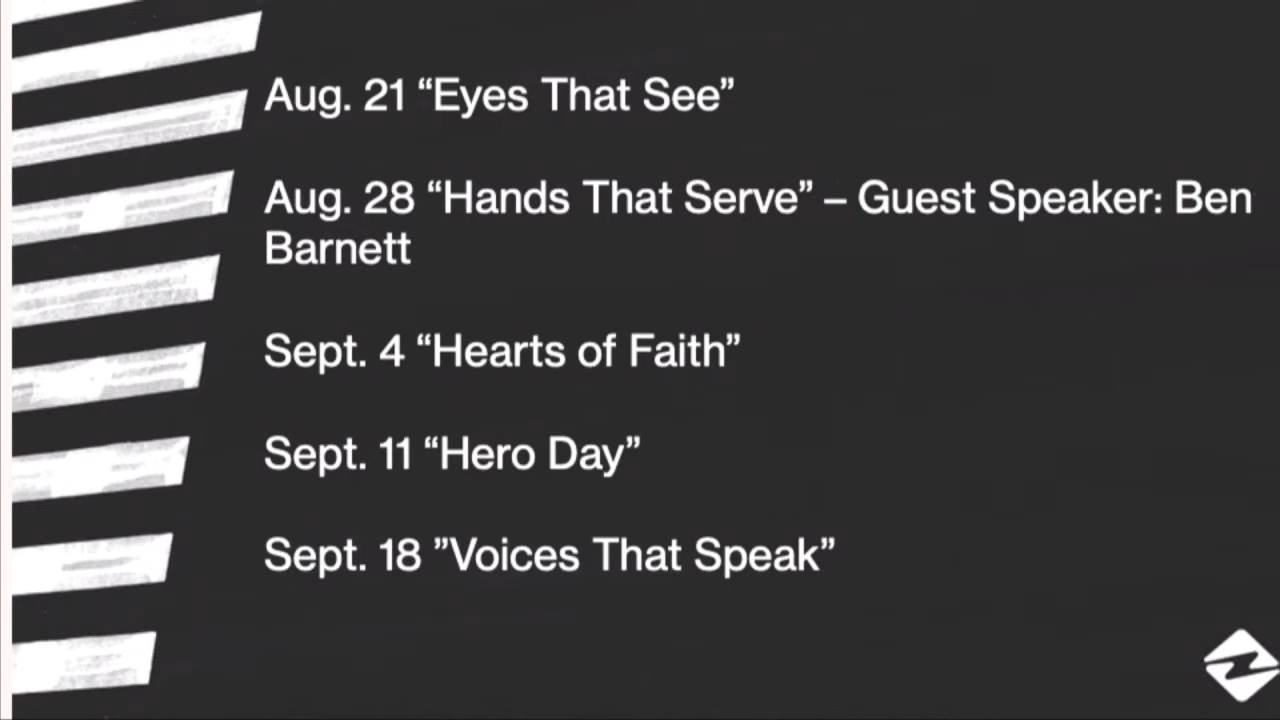 Aug. 21 “Eyes That See”
Aug. 28 “Hands That Serve” – Guest Speaker: Ben
Barnett
Sept. 4 “Hearts of Faith”
Sept. 11 “Hero Day”
Sept. 18 ”Voices That Speak”